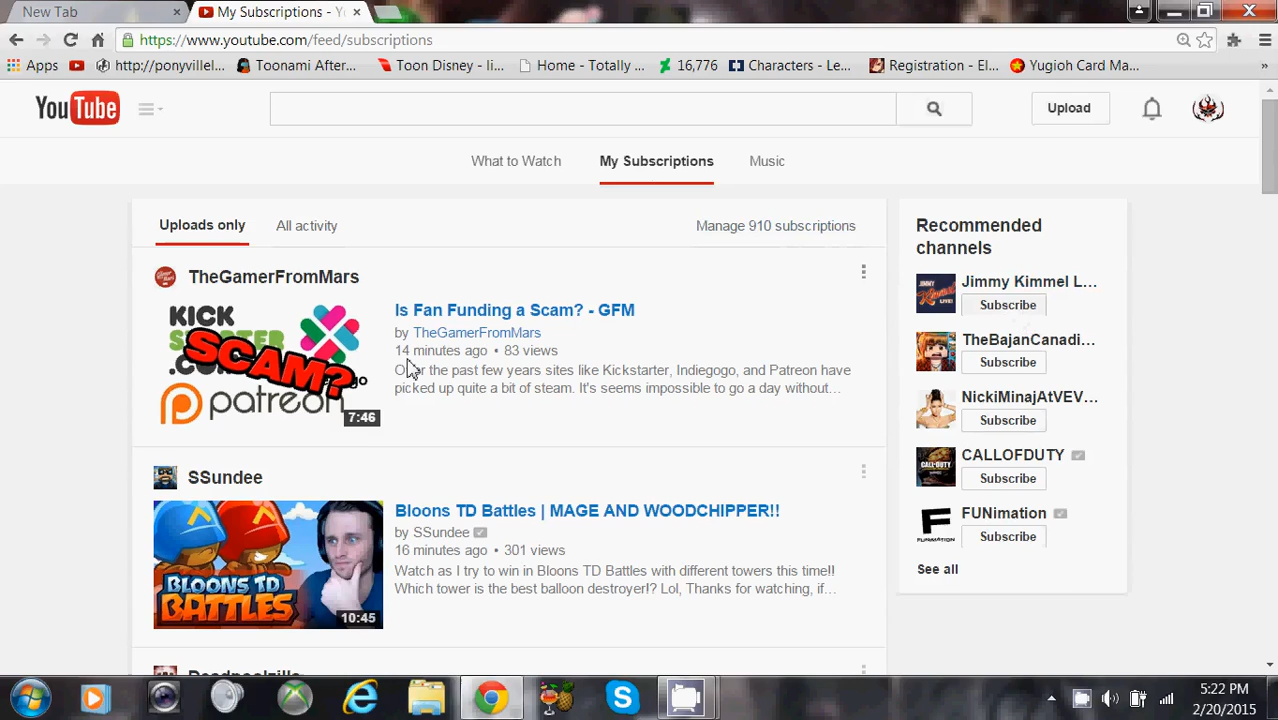 New Tab
My Subscriptions - Y
https://www.youtube.com/feed/subscriptions
Apps
http://ponyvillel...
Toonami After...
Toon Disney - li...
Home - Totally ...
16,776
Characters - Le...
Registration - El...
Yugioh Card Ma...
»
YouTube
Upload
What to Watch
My Subscriptions
Music
Uploads only
All activity
Manage 910 subscriptions
TheGamerFromMars
KICK
SCAM?
.COM
go
patreon
7:46
Is Fan Funding a Scam? - GFM
by TheGamerFromMars
14 minutes ago • 83 views
Over the past few years sites like Kickstarter, Indiegogo, and Patreon have
picked up quite a bit of steam. It's seems impossible to go a day without...
SSundee
BLOONS TD
BATTLES
10:45
Bloons TD Battles | MAGE AND WOODCHIPPER!!
by SSundee
16 minutes ago • 301 views
Watch as I try to win in Bloons TD Battles with different towers this time!!
Which tower is the best balloon destroyer!? Lol, Thanks for watching, if...
Deadpoolzilla
Recommended
channels
Jimmy Kimmel L...
Subscribe
TheBajanCanadi...
Subscribe
NickiMinajAtVEV...
Subscribe
CALLOFDUTY
Subscribe
FUNimation
Subscribe
See all
5:22 PM
2/20/2015